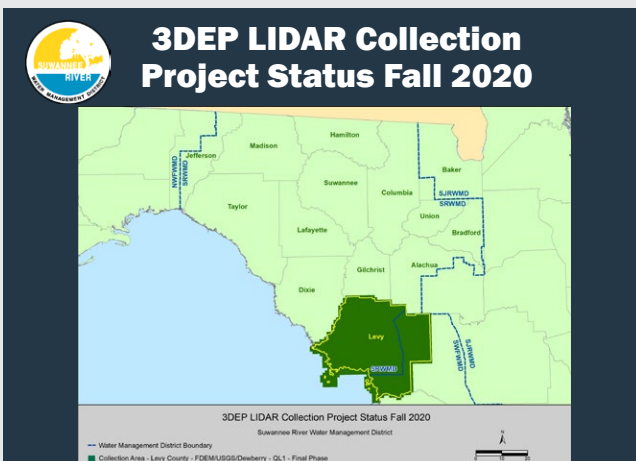 SUWANNEE
RIVER
WATER MANAGEMENT DISTRICT
3DEP LIDAR Collection
Project Status Fall 2020
Hamilton
Madison
Jefferson
NWFWMD
SRWMD
Baker
Suwannee
Columbia
SJRWMD
SRWMD
Taylor
Union
Lafayette
Bradford
Alachua
Gilchrist
Dixie
Levy
SRWMD
SWFWMD
SJRWMD
3DEP LIDAR Collection Project Status Fall 2020
Suwannee River Water Management District
N
Water Management District Boundary
Collection Area - Levy County - FDEM/USGS/Dewberry - QL1 - Final Phase